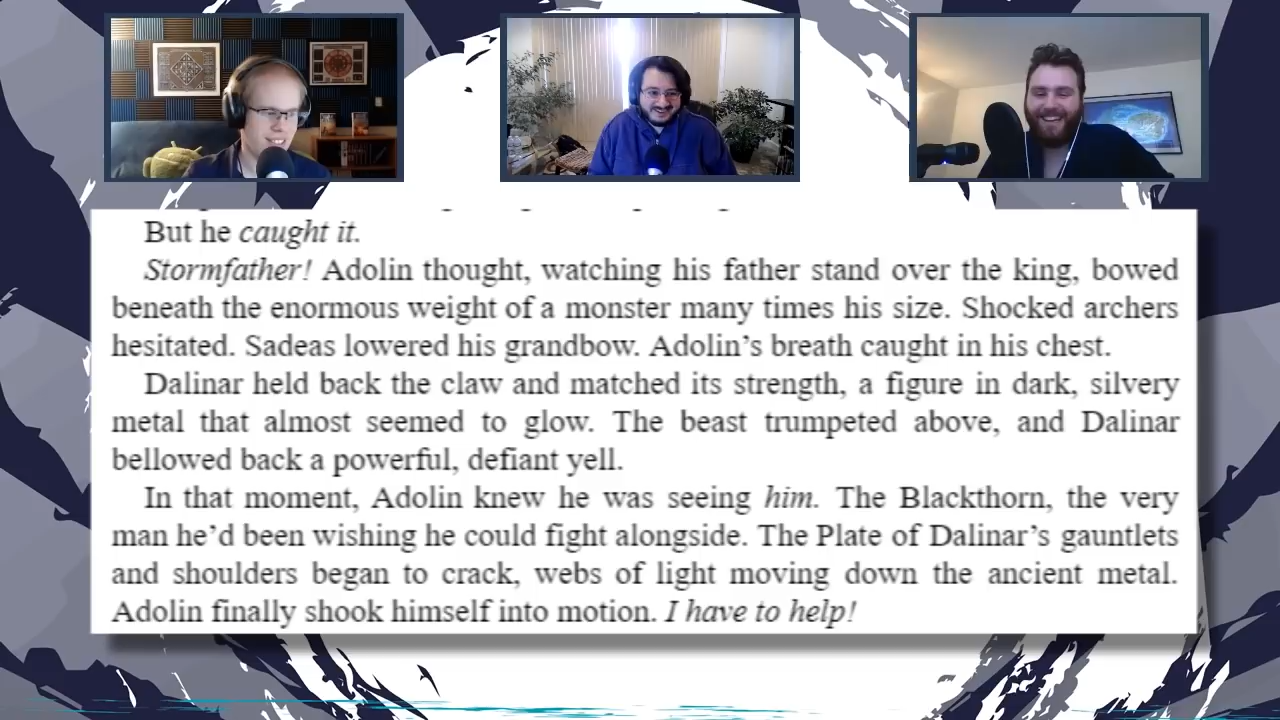 But he caught it.
Stormfather! Adolin thought, watching his father stand over the king, bowed
beneath the enormous weight of a monster many times his size. Shocked archers
hesitated. Sadeas lowered his grandbow. Adolin’s breath caught in his chest.
Dalinar held back the claw and matched its strength, a figure in dark, silvery
metal that almost seemed to glow. The beast trumpeted above, and Dalinar
bellowed back a powerful, defiant yell.
In that moment, Adolin knew he was seeing him. The Blackthorn, the very
man he’d been wishing he could fight alongside. The Plate of Dalinar’s gauntlets
and shoulders began to crack, webs of light moving down the ancient metal.
Adolin finally shook himself into motion. I have to help!